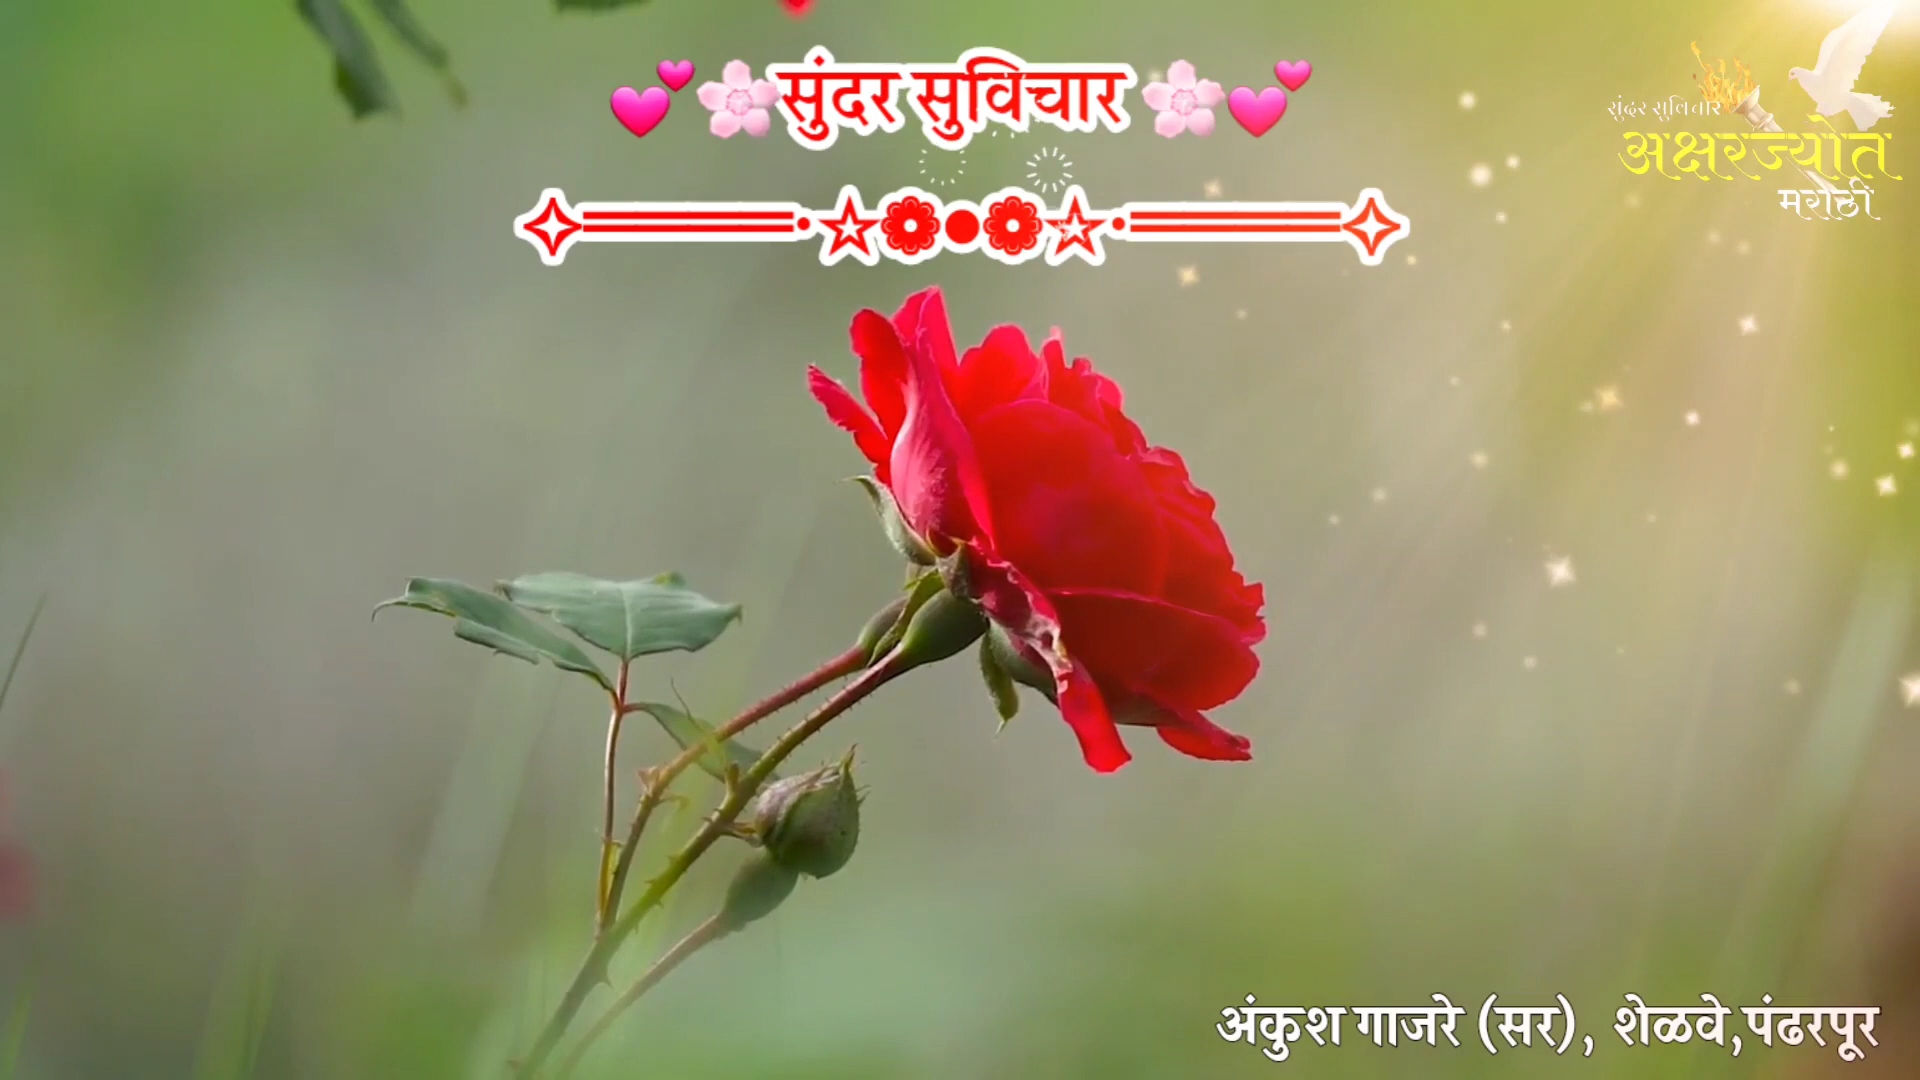 💕🌸सुंदर सुविचार 🌸💕
✧═══════•☆❁●❁☆•═══════✧
सुंदर सुविचार
अक्षरज्योत
मराठी
अंकुश गाजरे (सर), शेळवे,पंढरपूर